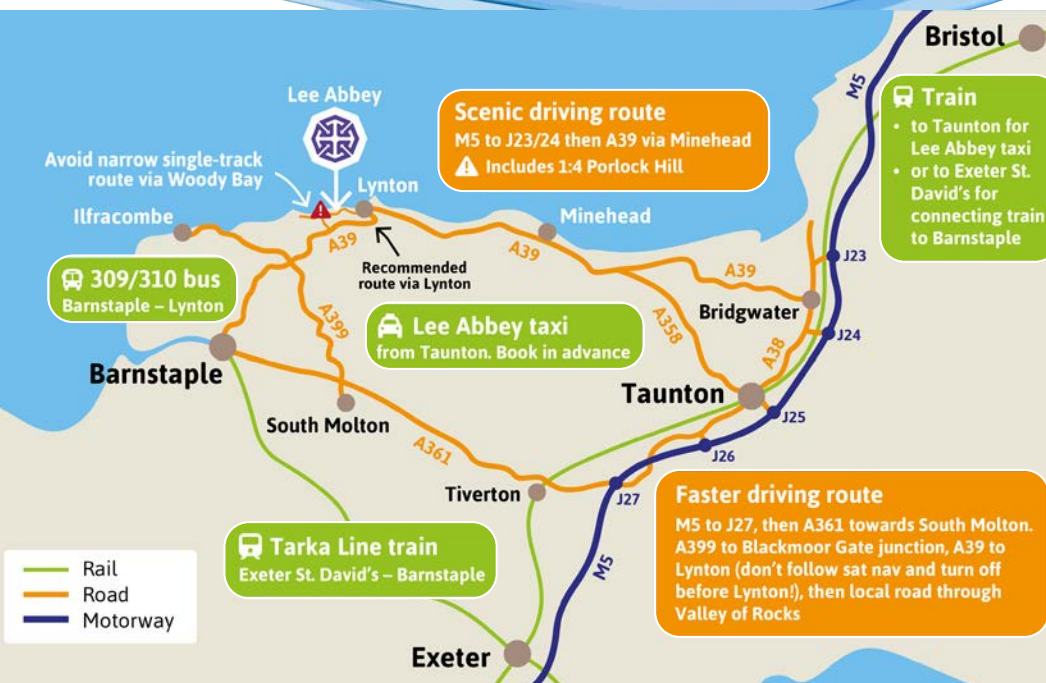 Bristol
M5
Lee Abbey
Scenic driving route
M5 to J23/24 then A39 via Minehead
Includes 1:4 Porlock Hill
Train
• to Taunton for
Lee Abbey taxi
• or to Exeter St.
David's for
connecting train
to Barnstaple
Avoid narrow single-track
route via Woody Bay
Lynton
Ilfracombe
Minehead
A39
A39
A39
J23
Recommended
route via Lynton
309/310 bus
Barnstaple – Lynton
A399
Bridgwater
Lee Abbey taxi
from Taunton. Book in advance
A358
A38
J24
Barnstaple
Taunton
J25
South Molton
A361
J26
Tiverton
J27
Faster driving route
M5 to J27, then A361 towards South Molton.
A399 to Blackmoor Gate junction, A39 to
Lynton (don't follow sat nav and turn off
before Lynton!), then local road through
Valley of Rocks
Tarka Line train
Exeter St. David's – Barnstaple
M5
Rail
Road
Motorway
Exeter